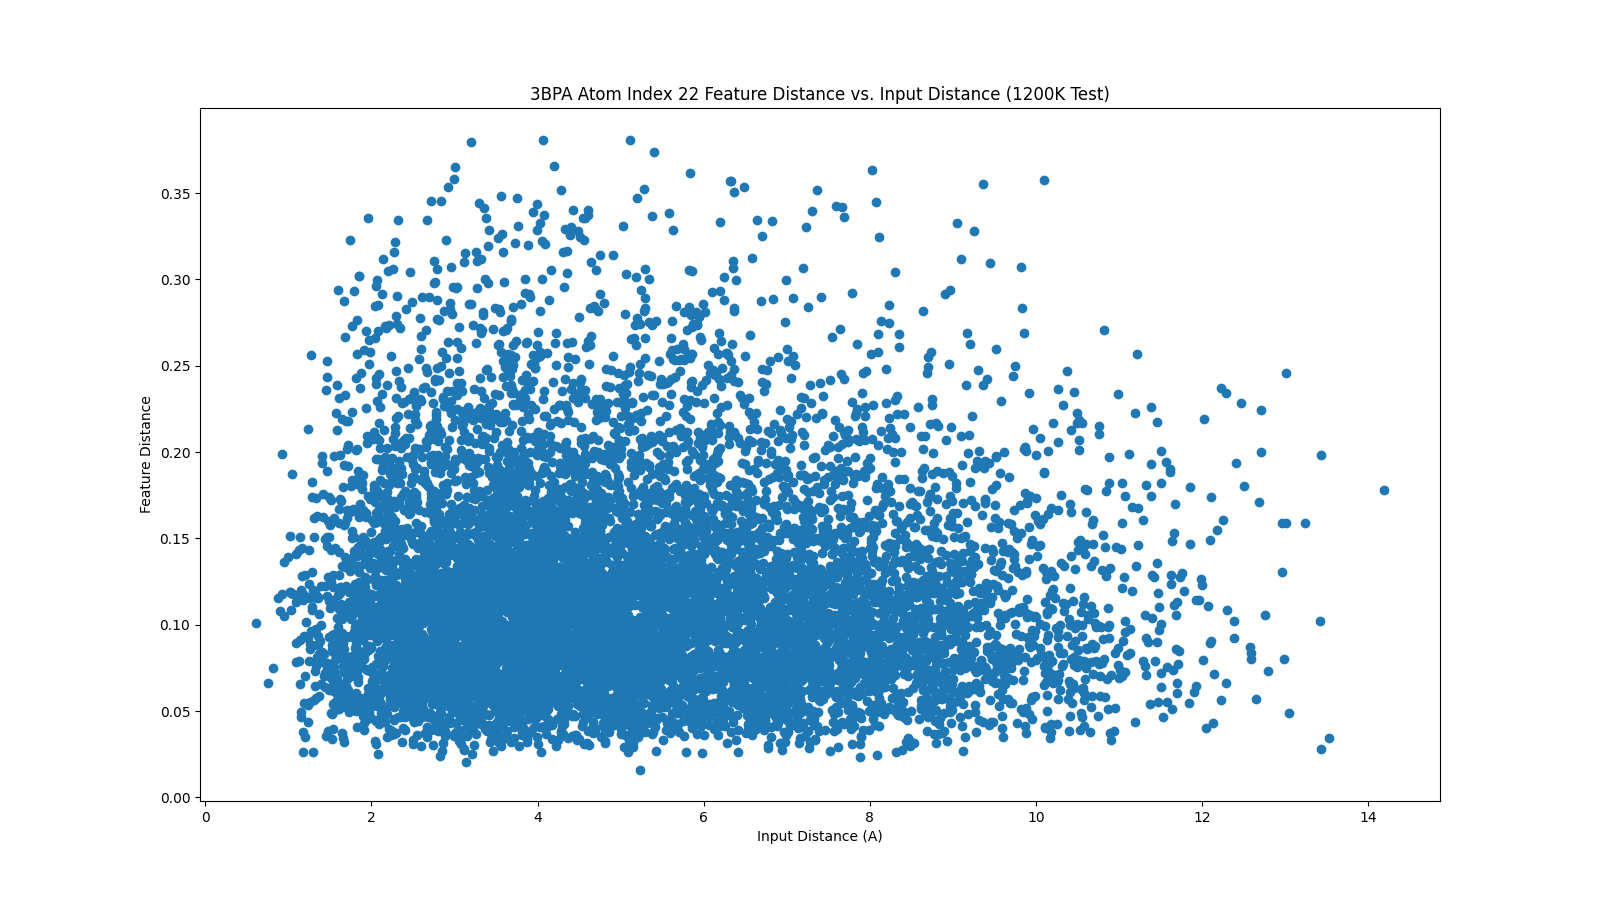 3BPA Atom Index 22 Feature Distance vs. Input Distance (1200K Test)
Feature Distance
0.35
0.30
0.25
0.20
0.15
0.10
0.05
0.00
0 2 4 6 8 10 12 14
Input Distance (A)